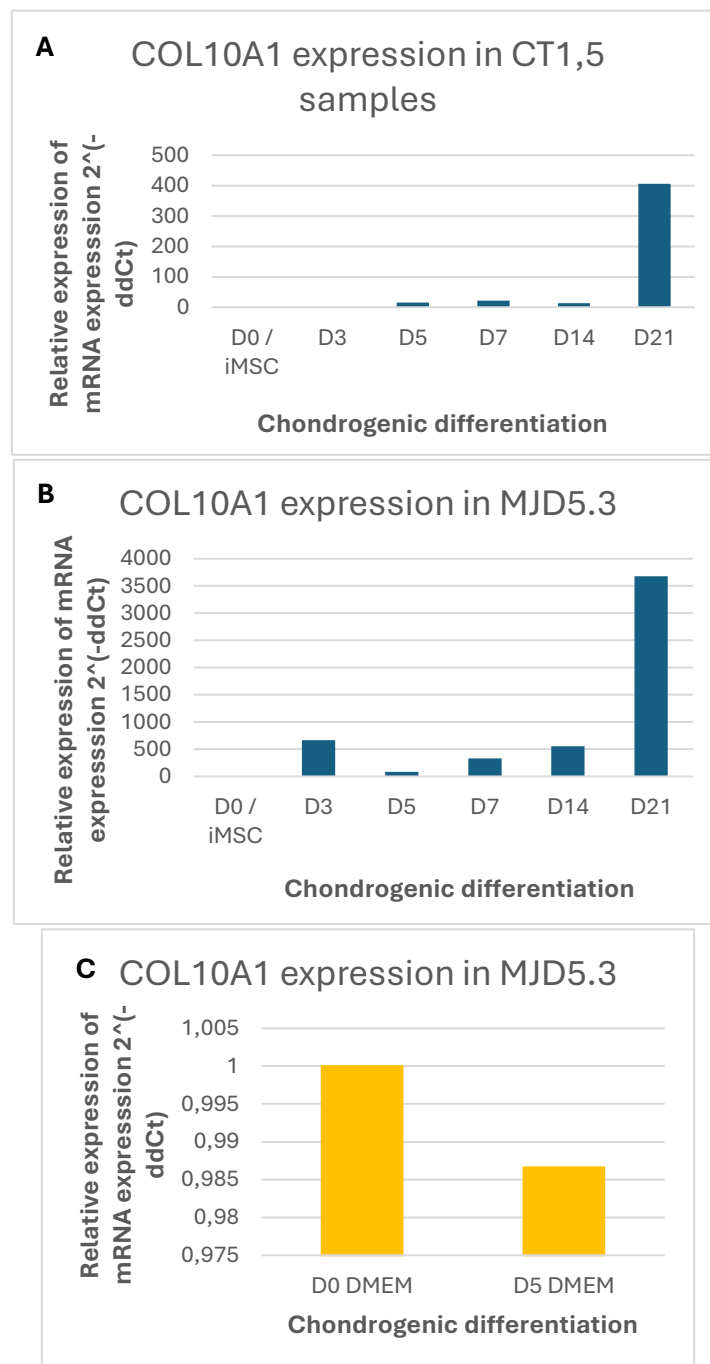 A
COL10A1 expression in CT1,5
samples
Relative expression of
mRNA expresssion 2^(-
ddCt)
500
400
300
200
100
0
D0 / iMSC
D3
D5
D7
D14
D21
Chondrogenic differentiation
B
COL10A1 expression in MJD5.3
Relative expression of mRNA
expresssion 2^(-ddCt)
4000
3500
3000
2500
2000
1500
1000
500
0
D0 / iMSC
D3
D5
D7
D14
D21
Chondrogenic differentiation
C
COL10A1 expression in MJD5.3
Relative expression of
mRNA expresssion 2^(-
ddCt)
1,005
1
0,995
0,99
0,985
0,98
0,975
D0 DMEM
D5 DMEM
Chondrogenic differentiation